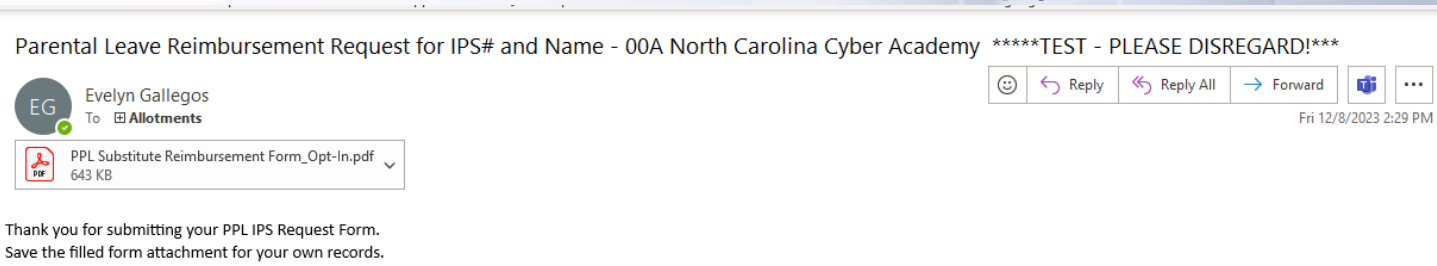 Parental Leave Reimbursement Request for IPS# and Name - 00A North Carolina Cyber Academy *****TEST - PLEASE DISREGARD!***
EG
Evelyn Gallegos
To Allotments
Reply
Reply All
Forward
Fri 12/8/2023 2:29 PM
PDF
PPL Substitute Reimbursement Form_Opt-In.pdf
643 KB
Thank you for submitting your PPL IPS Request Form.
Save the filled form attachment for your own records.